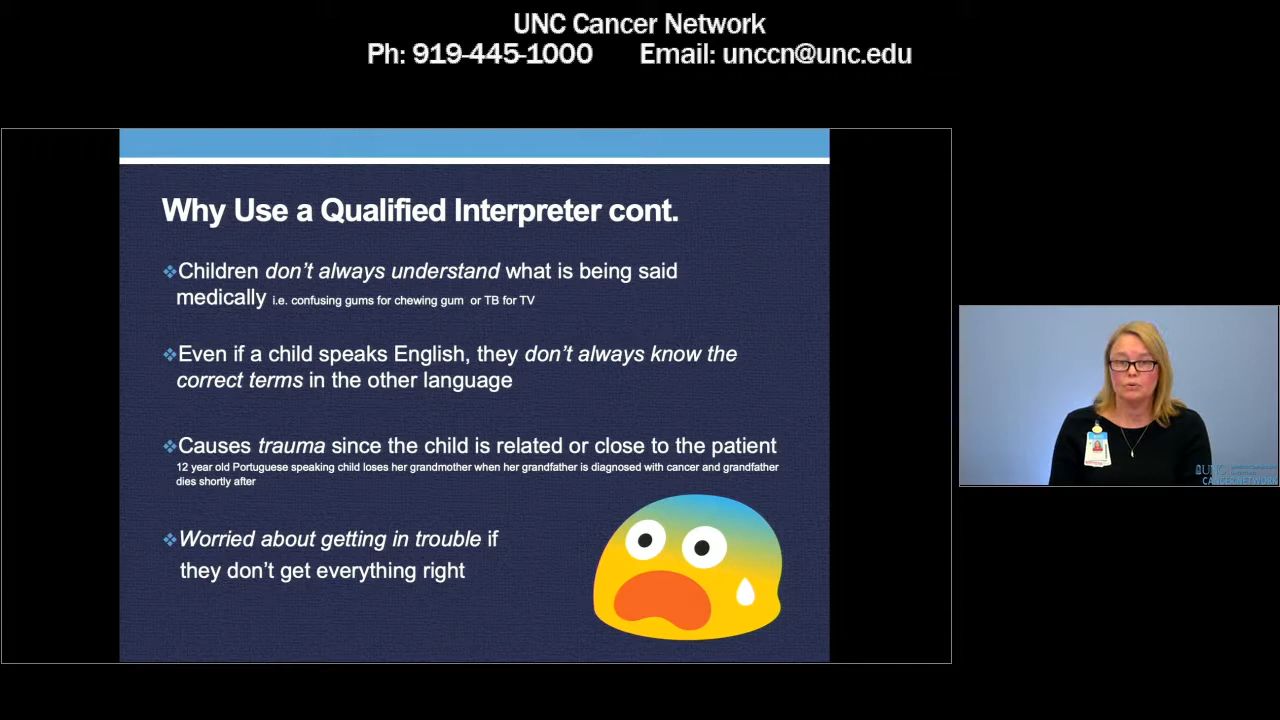 UNC Cancer Network
Ph: 919-445-1000 Email: unccn@unc.edu
Why Use a Qualified Interpreter cont.
❖Children don't always understand what is being said
medically i.e. confusing gums for chewing gum or TB for TV
❖Even if a child speaks English, they don't always know the
correct terms in the other language
❖Causes trauma since the child is related or close to the patient
12 year old Portuguese speaking child loses her grandmother when her grandfather is diagnosed with cancer and grandfather
dies shortly after
❖Worried about getting in trouble if
they don't get everything right
UNC
CANCER NETWORK